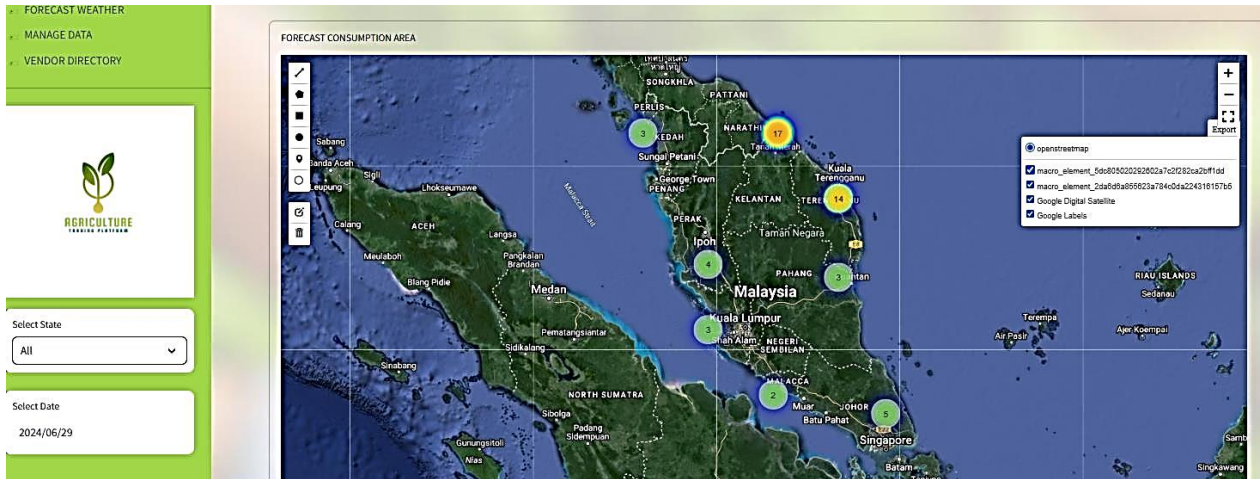 FORECAST WEATHER
MANAGE DATA
VENDOR DIRECTORY
AGRICULTURE
TRADING PLATFORM
Select State
All
Select Date
2024/06/29
FORECAST CONSUMPTION AREA
SONGKHLA
PATTANI
PERLIS
3
KEDAH
NARATHI
17
Sungai Petani
Kuala
Terengganu
George Town
PENANG
KELANTAN
14
PERAK
Taman Negara
Ipoh
4
PAHANG
3
Malaysia
Kuala Lumpur
3
Shah Alam
NEGERI
SEMBILAN
MALACCA
2
Muar
Batu Pahat
JOHOR
5
Singapore
Batam
Sabang
Banda Aceh
Sigli
Leupung
Lhokseumawe
Malacca Strait
Calang
ACEH
Langsa
Meulaboh
Pangkalan
Brandan
Blang Pidie
Medan
Pematangsiantar
Sidikalang
Sinabang
NORTH SUMATRA
Sibolga
Padang
Sidempuan
Gunungsitoli
Nias
RIAU ISLANDS
Sedanau
Terempa
Air Pasir
Ajer Koempai
Singkawang
+
−
Export
openstreetmap
Google Digital Satellite
Google Labels